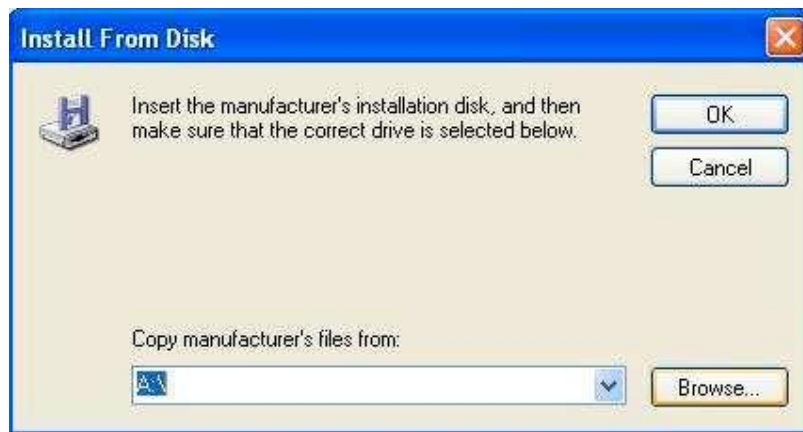 Install From Disk
Insert the manufacturer's installation disk, and then
make sure that the correct drive is selected below.
OK
Cancel
Copy manufacturer's files from:
A:\
Browse...